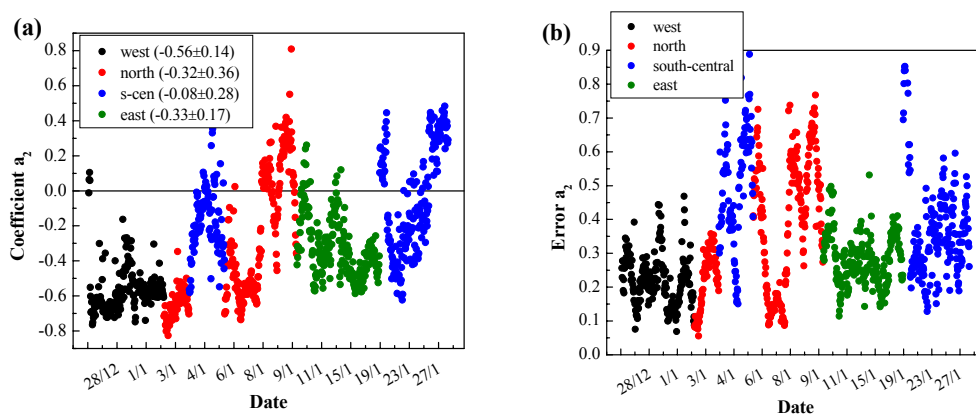 (a)
Coefficient a2
0.8
0.4
0.2
0.0
-0.2
-0.4
-0.6
-0.8
west (-0.56±0.14)
north (-0.32±0.36)
s-cen (-0.08±0.28)
east (-0.33±0.17)
28/12 1/1 3/1 4/1 6/1 8/1 9/1 11/1 15/1 19/1 23/1 27/1
Date
(b)
west
north
south-central
east
Error a2
0.9
0.8
0.7
0.6
0.5
0.4
0.3
0.2
0.1
0.0
28/12 1/1 3/1 4/1 6/1 8/1 9/1 11/1 15/1 19/1 23/1 27/1
Date